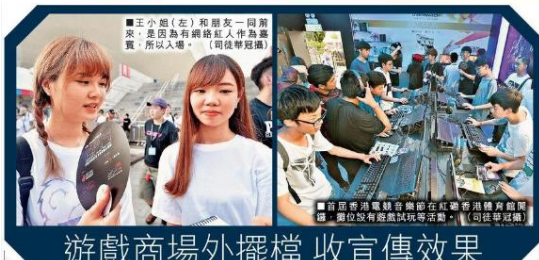 ■王小姐(左)和朋友一同前
來，是因為有網絡紅人作為嘉
賓，所以入場。(司徒華冠攝)
■首屆香港電競音樂節在紅磡香港體育館開
鑼，攤位設有遊戲試玩等活動。(司徒華冠攝)
遊戲商場外擺檔 收宣傳效果